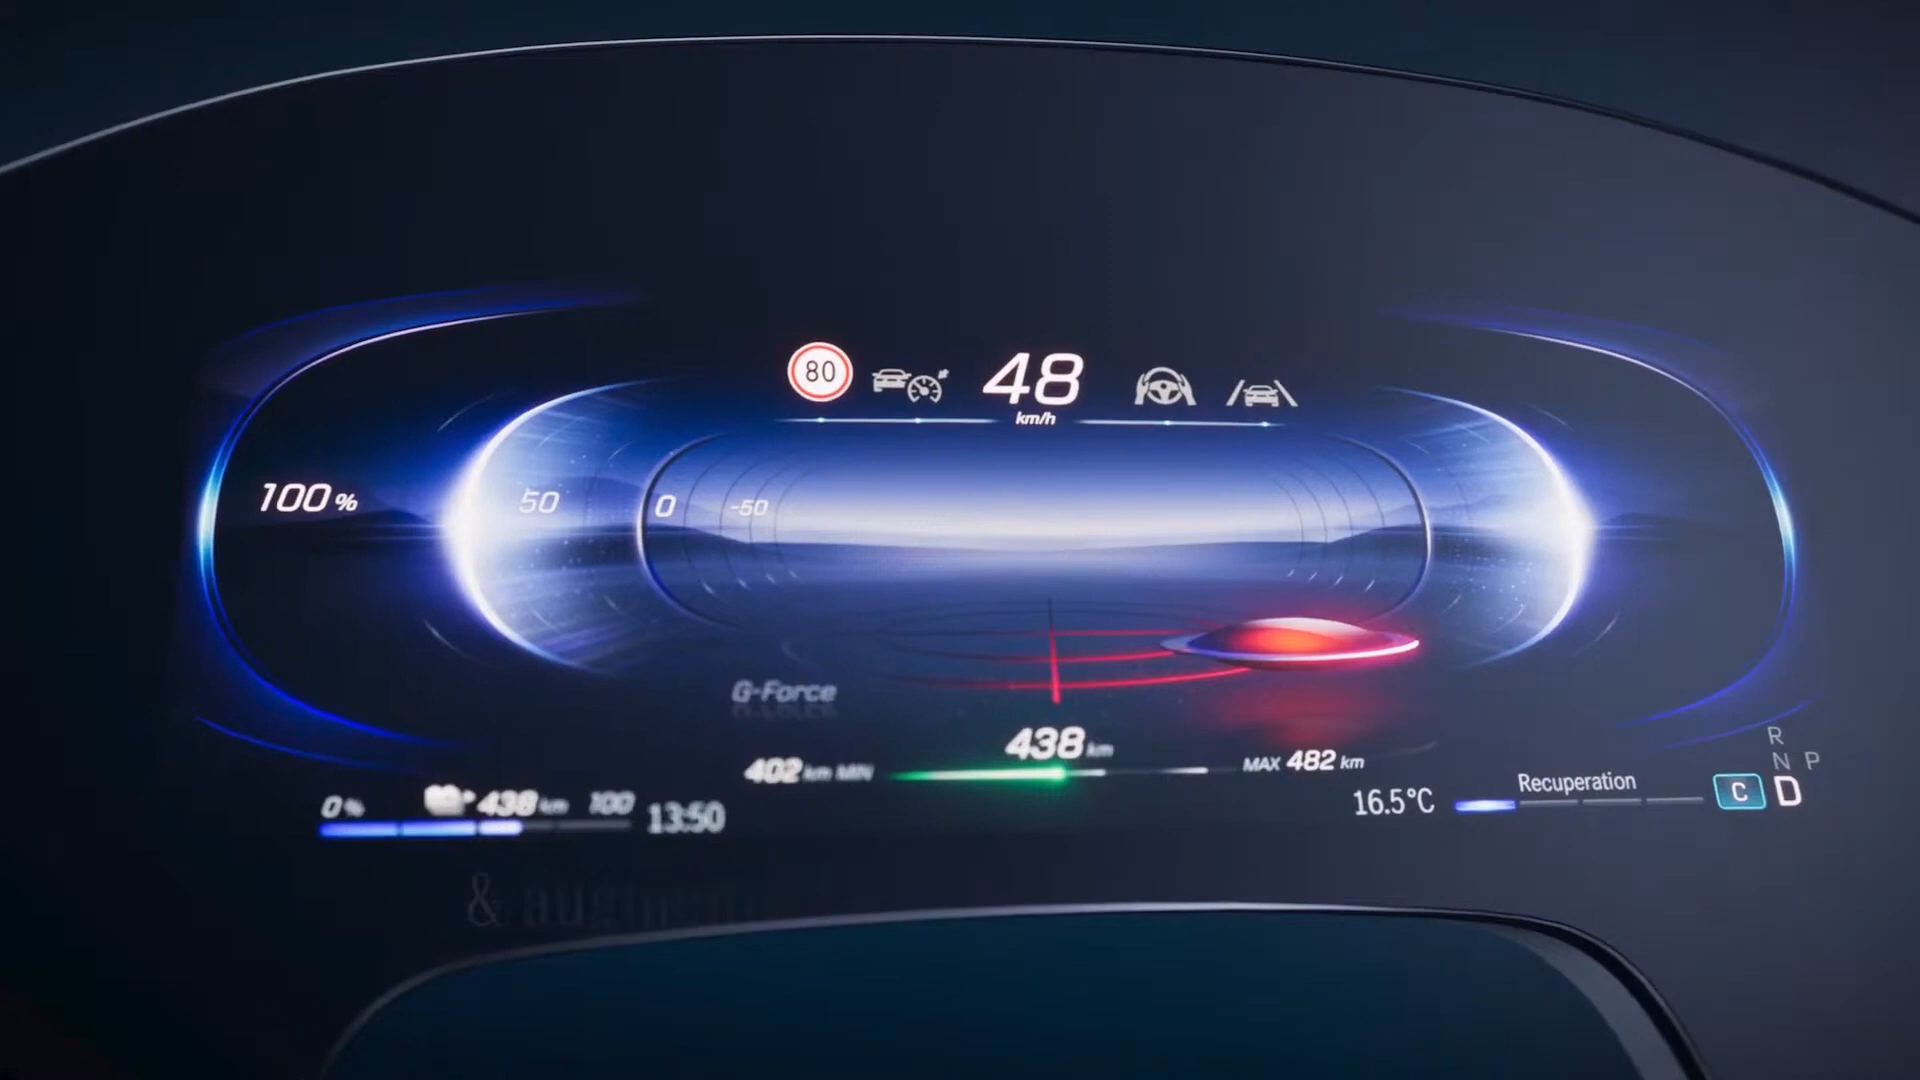 80
48
km/h
100 %
50
0
-50
G-Force
438 km
402 km MIN
MAX 482 km
0 %
438 km
100
13:50
16.5°C
Recuperation
R
N P
C D
&